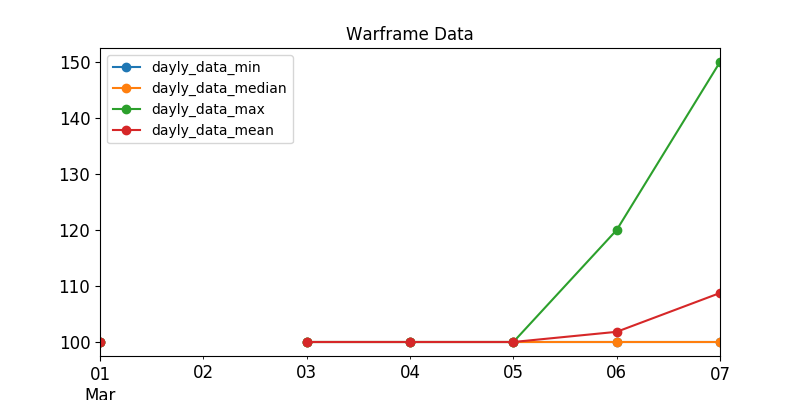 Warframe Data
dayly_data_min
dayly_data_median
dayly_data_max
dayly_data_mean
150
140
130
120
110
100
01 02 03 04 05 06 07
Mar